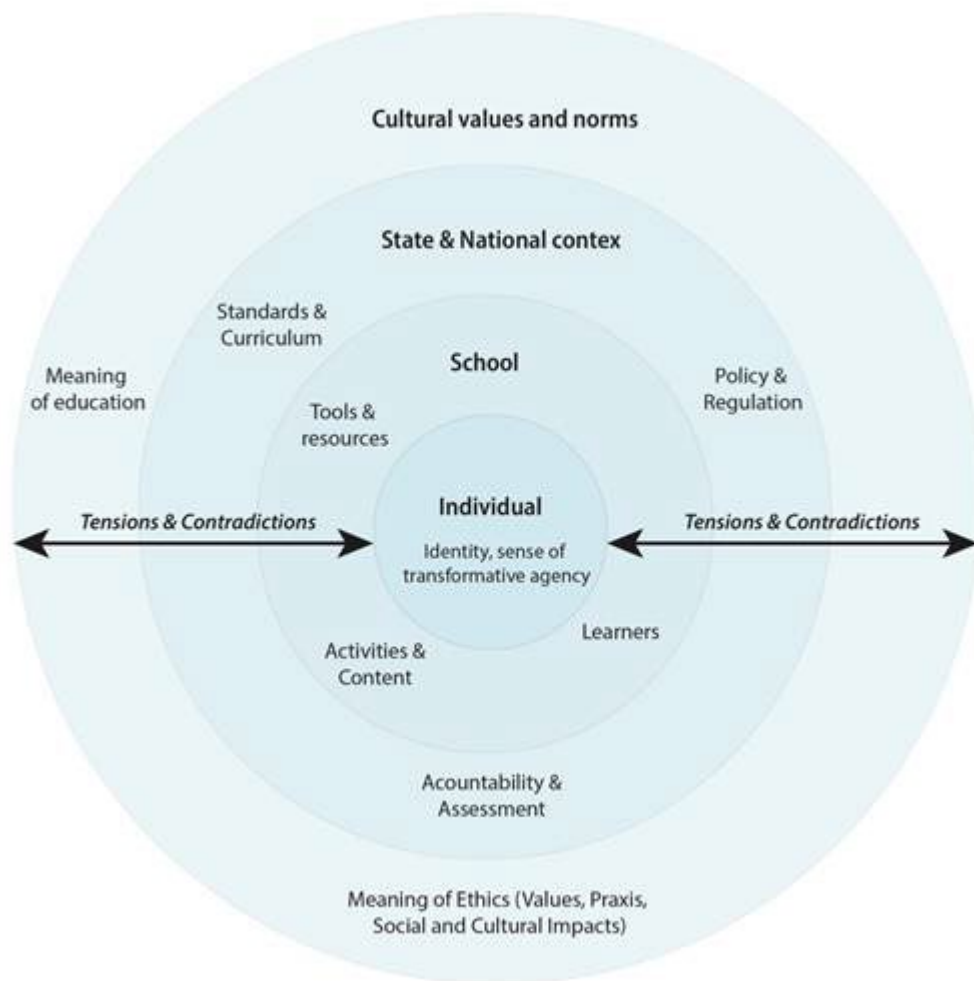 Cultural values and norms
State & National contex
Standards &
Curriculum
School
Meaning
of education
Policy &
Regulation
Tools &
resources
Individual
Tensions & Contradictions
Tensions & Contradictions
Identity, sense of
transformative agency
Learners
Activities &
Content
Acountability &
Assessment
Meaning of Ethics (Values, Praxis,
Social and Cultural Impacts)